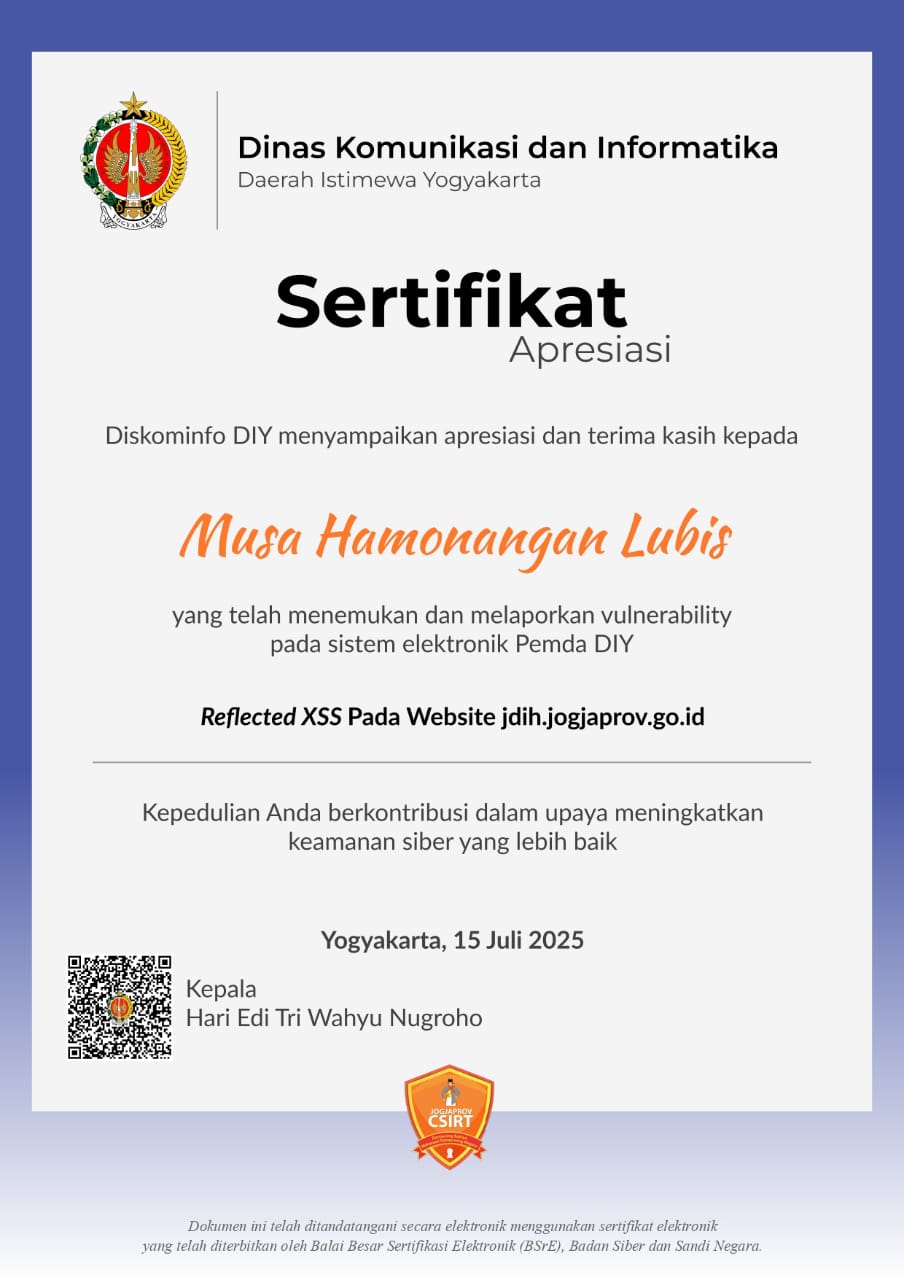 Dinas Komunikasi dan Informatika
Daerah Istimewa Yogyakarta
YOGYAKARTA
Sertifikat
Apresiasi
Diskominfo DIY menyampaikan apresiasi dan terima kasih kepada
Musa Hamonangan Lubis
yang telah menemukan dan melaporkan vulnerability
pada sistem elektronik Pemda DIY
Reflected XSS Pada Website jdih.jogjaprov.go.id
Kepedulian Anda berkontribusi dalam upaya meningkatkan
keamanan siber yang lebih baik
Yogyakarta, 15 Juli 2025
Kepala
Hari Edi Tri Wahyu Nugroho
JOGJAPROV
CSIRT
Dokumen ini telah ditandatangani secara elektronik menggunakan sertifikat elektronik
yang telah diterbitkan oleh Balai Besar Sertifikasi Elektronik (BSrE), Badan Siber dan Sandi Negara.